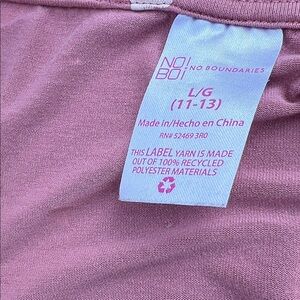 NO!
BO! - NO BOUNDARIES
L/G
(11-13)
Made in/Hecho en China
RN# 52469 3R0
THIS LABEL YARN IS MADE
OUT OF 100% RECYCLED
POLYESTER MATERIALS